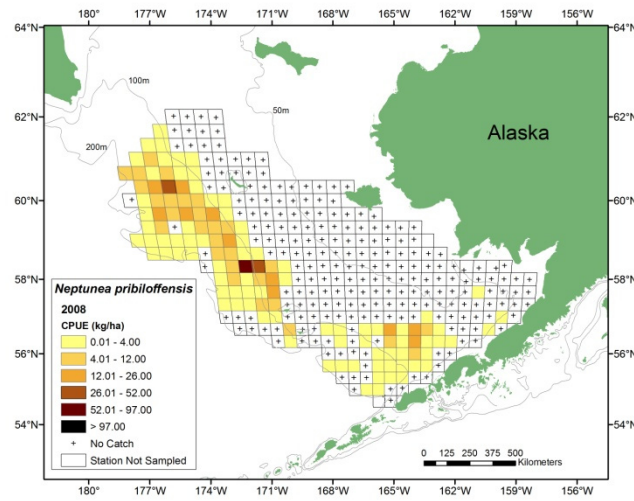 180° 177°W 174°W 171°W 168°W 165°W 162°W 159°W 156°W
64°N 64°N
100m
50m
62°N 62°N
200m
Alaska
60°N 60°N
58°N 58°N
Neptunea pribiloffensis
2008
CPUE (kg/ha)
0.01 - 4.00
4.01 - 12.00
12.01 - 26.00
26.01 - 52.00
52.01 - 97.00
> 97.00
+ No Catch
Station Not Sampled
56°N 56°N
54°N 54°N
0 125 250 375 500
Kilometers
180° 177°W 174°W 171°W 168°W 165°W 162°W 159°W 156°W